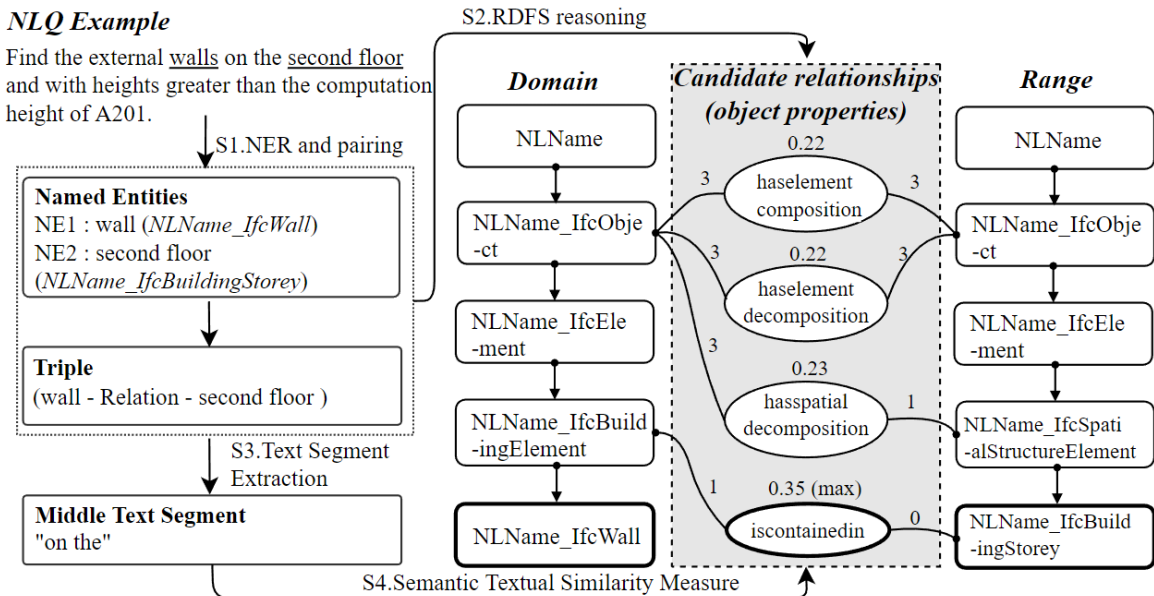 NLQ Example
Find the external walls on the second floor
and with heights greater than the computation
height of A201.
S1.NER and pairing
Named Entities
NE1 : wall (NLName_IfcWall)
NE2 : second floor
(NLName_IfcBuildingStorey)
Triple
(wall - Relation - second floor )
S3.Text Segment
Extraction
Middle Text Segment
"on the"
S2.RDFS reasoning
Domain
NLName
NLName_IfcObje
-ct
NLName_IfcEle
-ment
NLName_IfcBuild
-ingElement
NLName_IfcWall
Candidate relationships
(object properties)
0.22
3
haselement
composition
3
0.22
3
haselement
decomposition
3
0.23
3
hasspatial
decomposition
1
0.35 (max)
1
iscontainedin
0
Range
NLName
NLName_IfcObje
-ct
NLName_IfcEle
-ment
NLName_IfcSpati
-alStructureElement
NLName_IfcBuild
-ingStorey
S4.Semantic Textual Similarity Measure